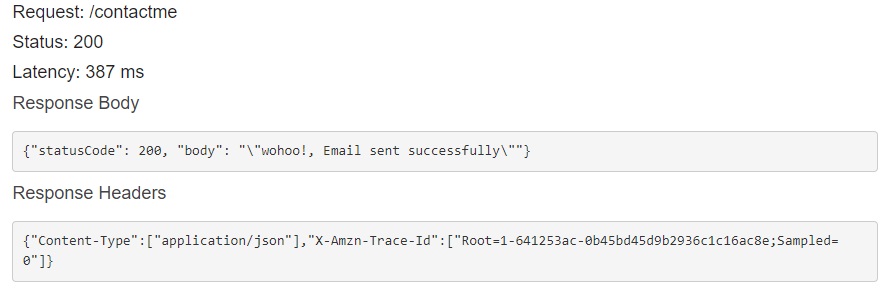 Request: /contactme
Status: 200
Latency: 387 ms
Response Body
{"statusCode": 200, "body": "\"wohoo!, Email sent successfully\""}
Response Headers
{"Content-Type":["application/json"],"X-Amzn-Trace-Id":["Root=1-641253ac-0b45bd45d9b2936c1c16ac8e;Sampled=
0"]}